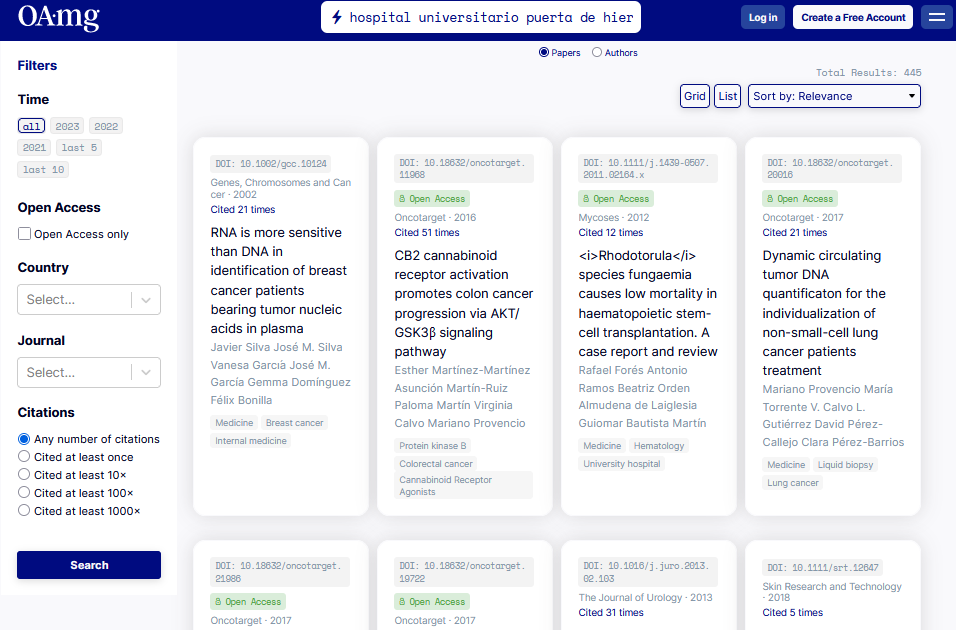 OA.mg
hospital universitario puerta de hier
Log in
Create a Free Account
Filters
Time
all
2023
2022
2021
last 5
last 10
Open Access
Open Access only
Country
Select...
Journal
Select...
Citations
Any number of citations
Cited at least once
Cited at least 10×
Cited at least 100×
Cited at least 1000×
Search
Papers
Authors
Total Results: 445
Grid
List
Sort by: Relevance
DOI: 10.1002/gcc.10124
Genes, Chromosomes and Can
cer · 2002
Cited 21 times
RNA is more sensitive
than DNA in
identification of breast
cancer patients
bearing tumor nucleic
acids in plasma
Javier Silva José M. Silva
Vanesa Garcia̕ José M.
García Gemma Domínguez
Félix Bonilla
Medicine
Breast cancer
Internal medicine
DOI: 10.18632/oncotarget.
11968
Open Access
Oncotarget · 2016
Cited 51 times
CB2 cannabinoid
receptor activation
promotes colon cancer
progression via AKT/
GSK3β signaling
pathway
Esther Martínez-Martínez
Asunción Martín-Ruiz
Paloma Martín Virginia
Calvo Mariano Provencio
Protein kinase B
Colorectal cancer
Cannabinoid Receptor
Agonists
DOI: 10.1111/j.1439-0507.
2011.02164.x
Open Access
Mycoses · 2012
Cited 12 times
<i>Rhodotorula</i>
species fungaemia
causes low mortality in
haematopoietic stem-
cell transplantation. A
case report and review
Rafael Forés Antonio
Ramos Beatriz Orden
Almudena de Laiglesia
Guiomar Bautista Martín
Medicine
Hematology
University hospital
DOI: 10.18632/oncotarget.
20016
Open Access
Oncotarget · 2017
Cited 21 times
Dynamic circulating
tumor DNA
quantificaton for the
individualization of
non-small-cell lung
cancer patients
treatment
Mariano Provencio María
Torrente V. Calvo L.
Gutiérrez David Pérez-
Callejo Clara Pérez-Barrios
Medicine
Liquid biopsy
Lung cancer
DOI: 10.18632/oncotarget.
21986
Open Access
Oncotarget · 2017
DOI: 10.18632/oncotarget.
19722
Open Access
Oncotarget · 2017
DOI: 10.1016/j.juro.2013.
02.103
The Journal of Urology · 2013
Cited 31 times
DOI: 10.1111/srt.12647
Skin Research and Technology
· 2018
Cited 5 times